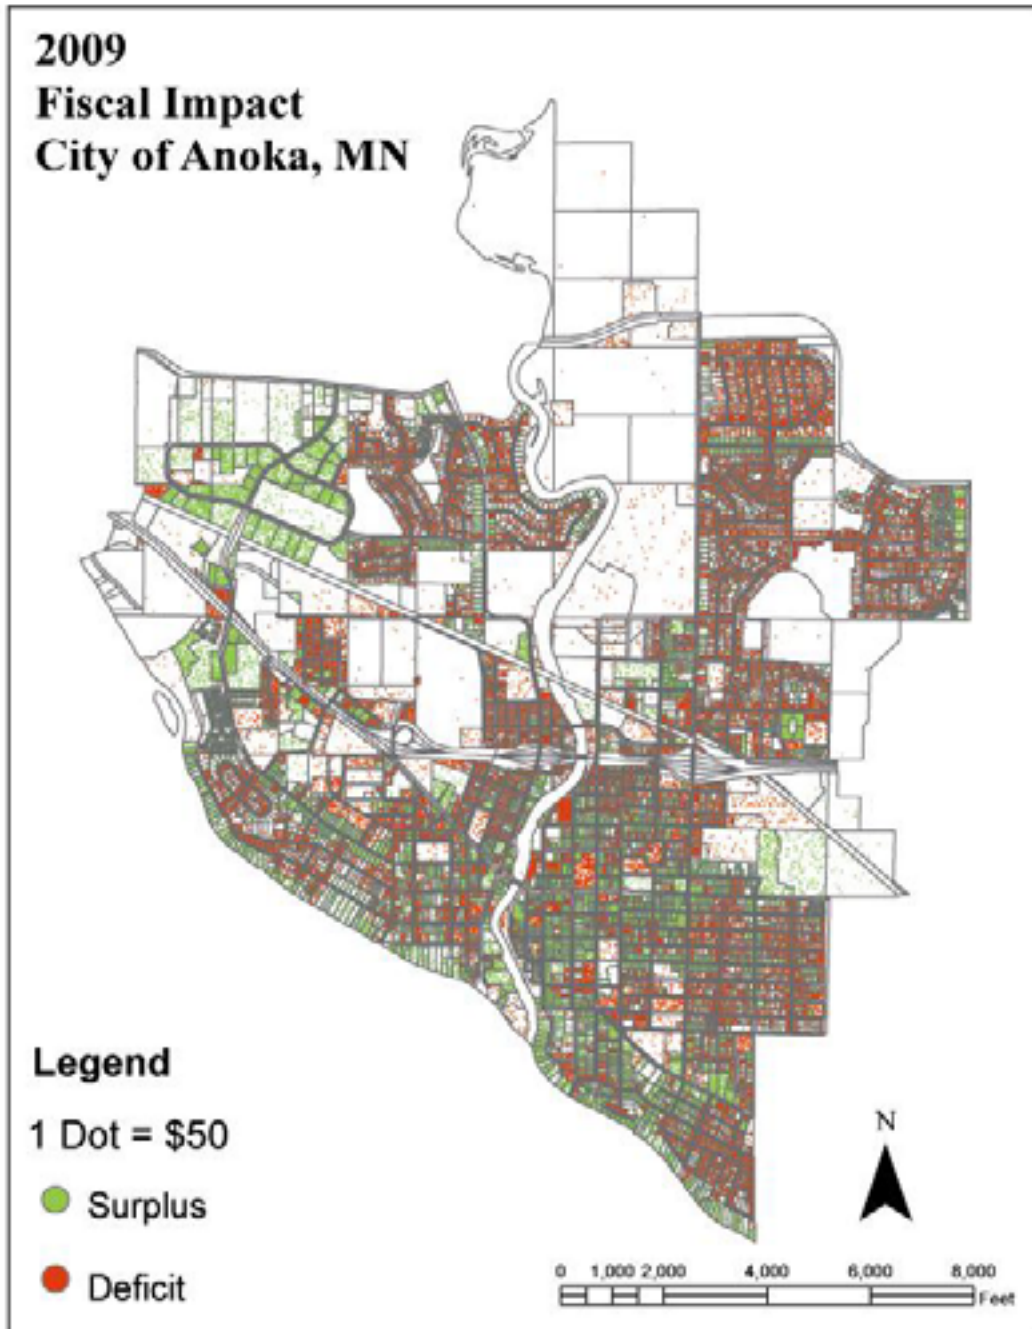 2009
Fiscal Impact
City of Anoka, MN
Legend
1 Dot = $50
Surplus
Deficit
N
0 1,000 2,000 4,000 6,000 8,000
Feet